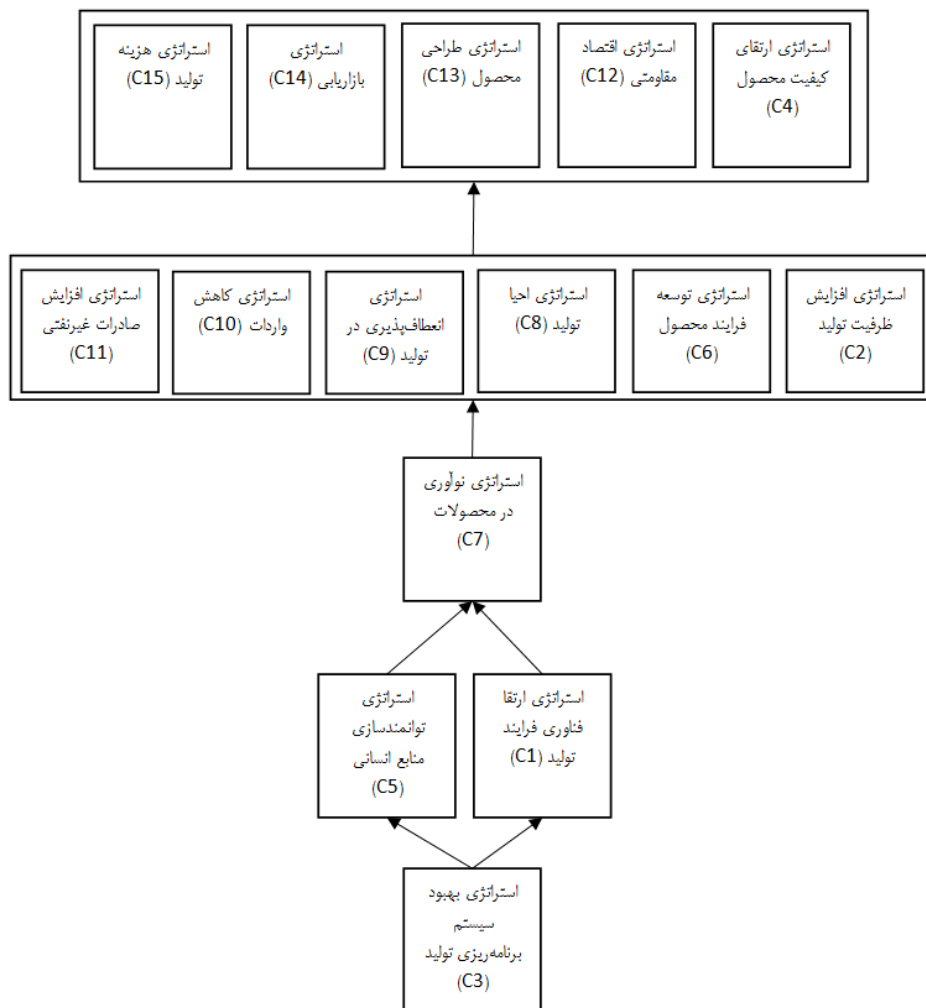 استراتژی ارتقای
کیفیت محصول
(C4)
استراتژی اقتصاد
مقاومتی (C12)
استراتژی طراحی
محصول (C13)
استراتژی
بازاریابی (C14)
استراتژی هزینه
تولید (C15)
استراتژی افزایش
ظرفیت تولید
(C2)
استراتژی توسعه
فرایند محصول
(C6)
استراتژی احیا
تولید (C8)
استراتژی
انعطاف‌پذیری در
تولید (C9)
استراتژی کاهش
واردات (C10)
استراتژی افزایش
صادرات غیرنفتی
(C11)
استراتژی نوآوری
در محصولات
(C7)
استراتژی ارتقا
فناوری فرایند
تولید (C1)
استراتژی
توانمندسازی
منابع انسانی
(C5)
استراتژی بهبود
سیستم
برنامه‌ریزی تولید
(C3)